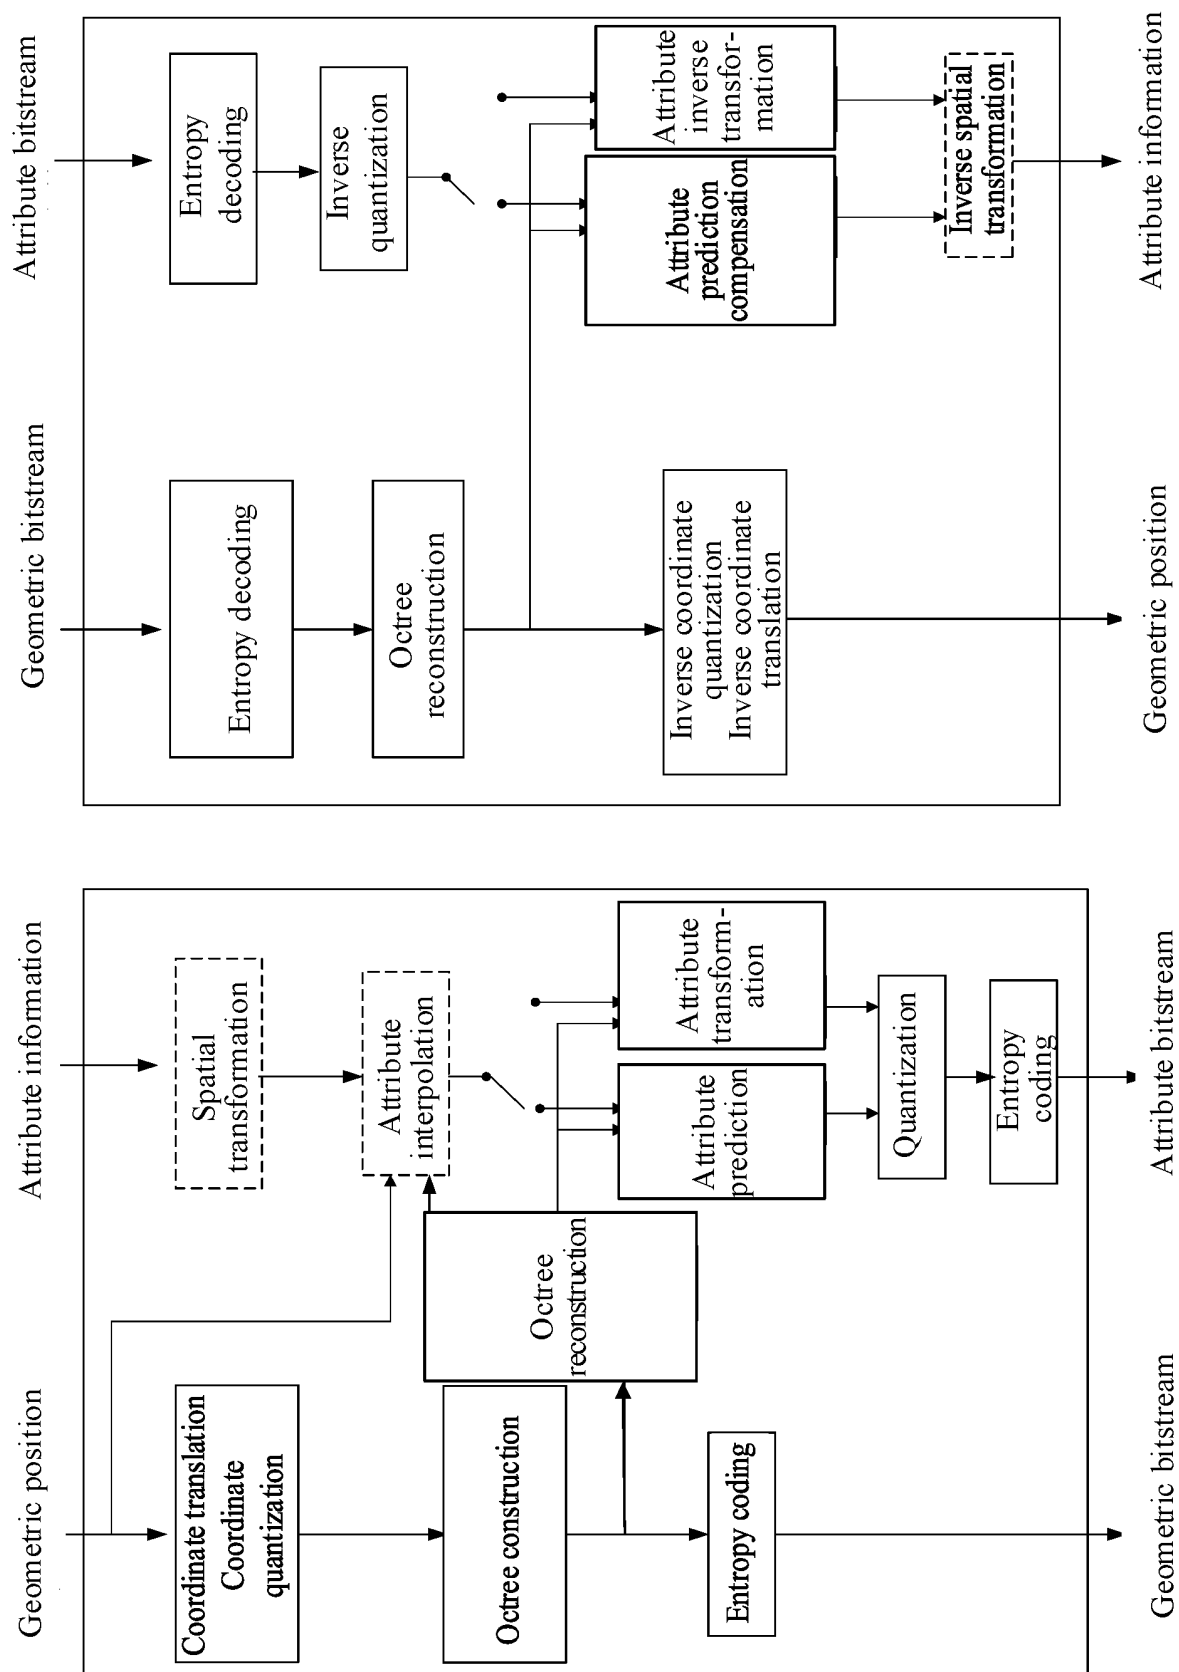 Geometric position
Attribute information
Coordinate translation
Coordinate
quantization
Spatial
transformation
Attribute
interpolation
Octree construction
Octree
reconstruction
Attribute
prediction
Attribute
transform-
ation
Entropy coding
Quantization
Entropy
coding
Geometric bitstream
Attribute bitstream
Geometric bitstream
Attribute bitstream
Entropy decoding
Entropy
decoding
Octree
reconstruction
Inverse
quantization
Attribute
prediction
compensation
Attribute
inverse
transfor-
mation
Inverse coordinate
quantization
Inverse coordinate
translation
Inverse spatial
transformation
Geometric position
Attribute information